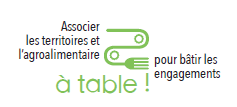 Associer
les territoires et
l'agroalimentaire
pour bâtir les
engagements
à table !